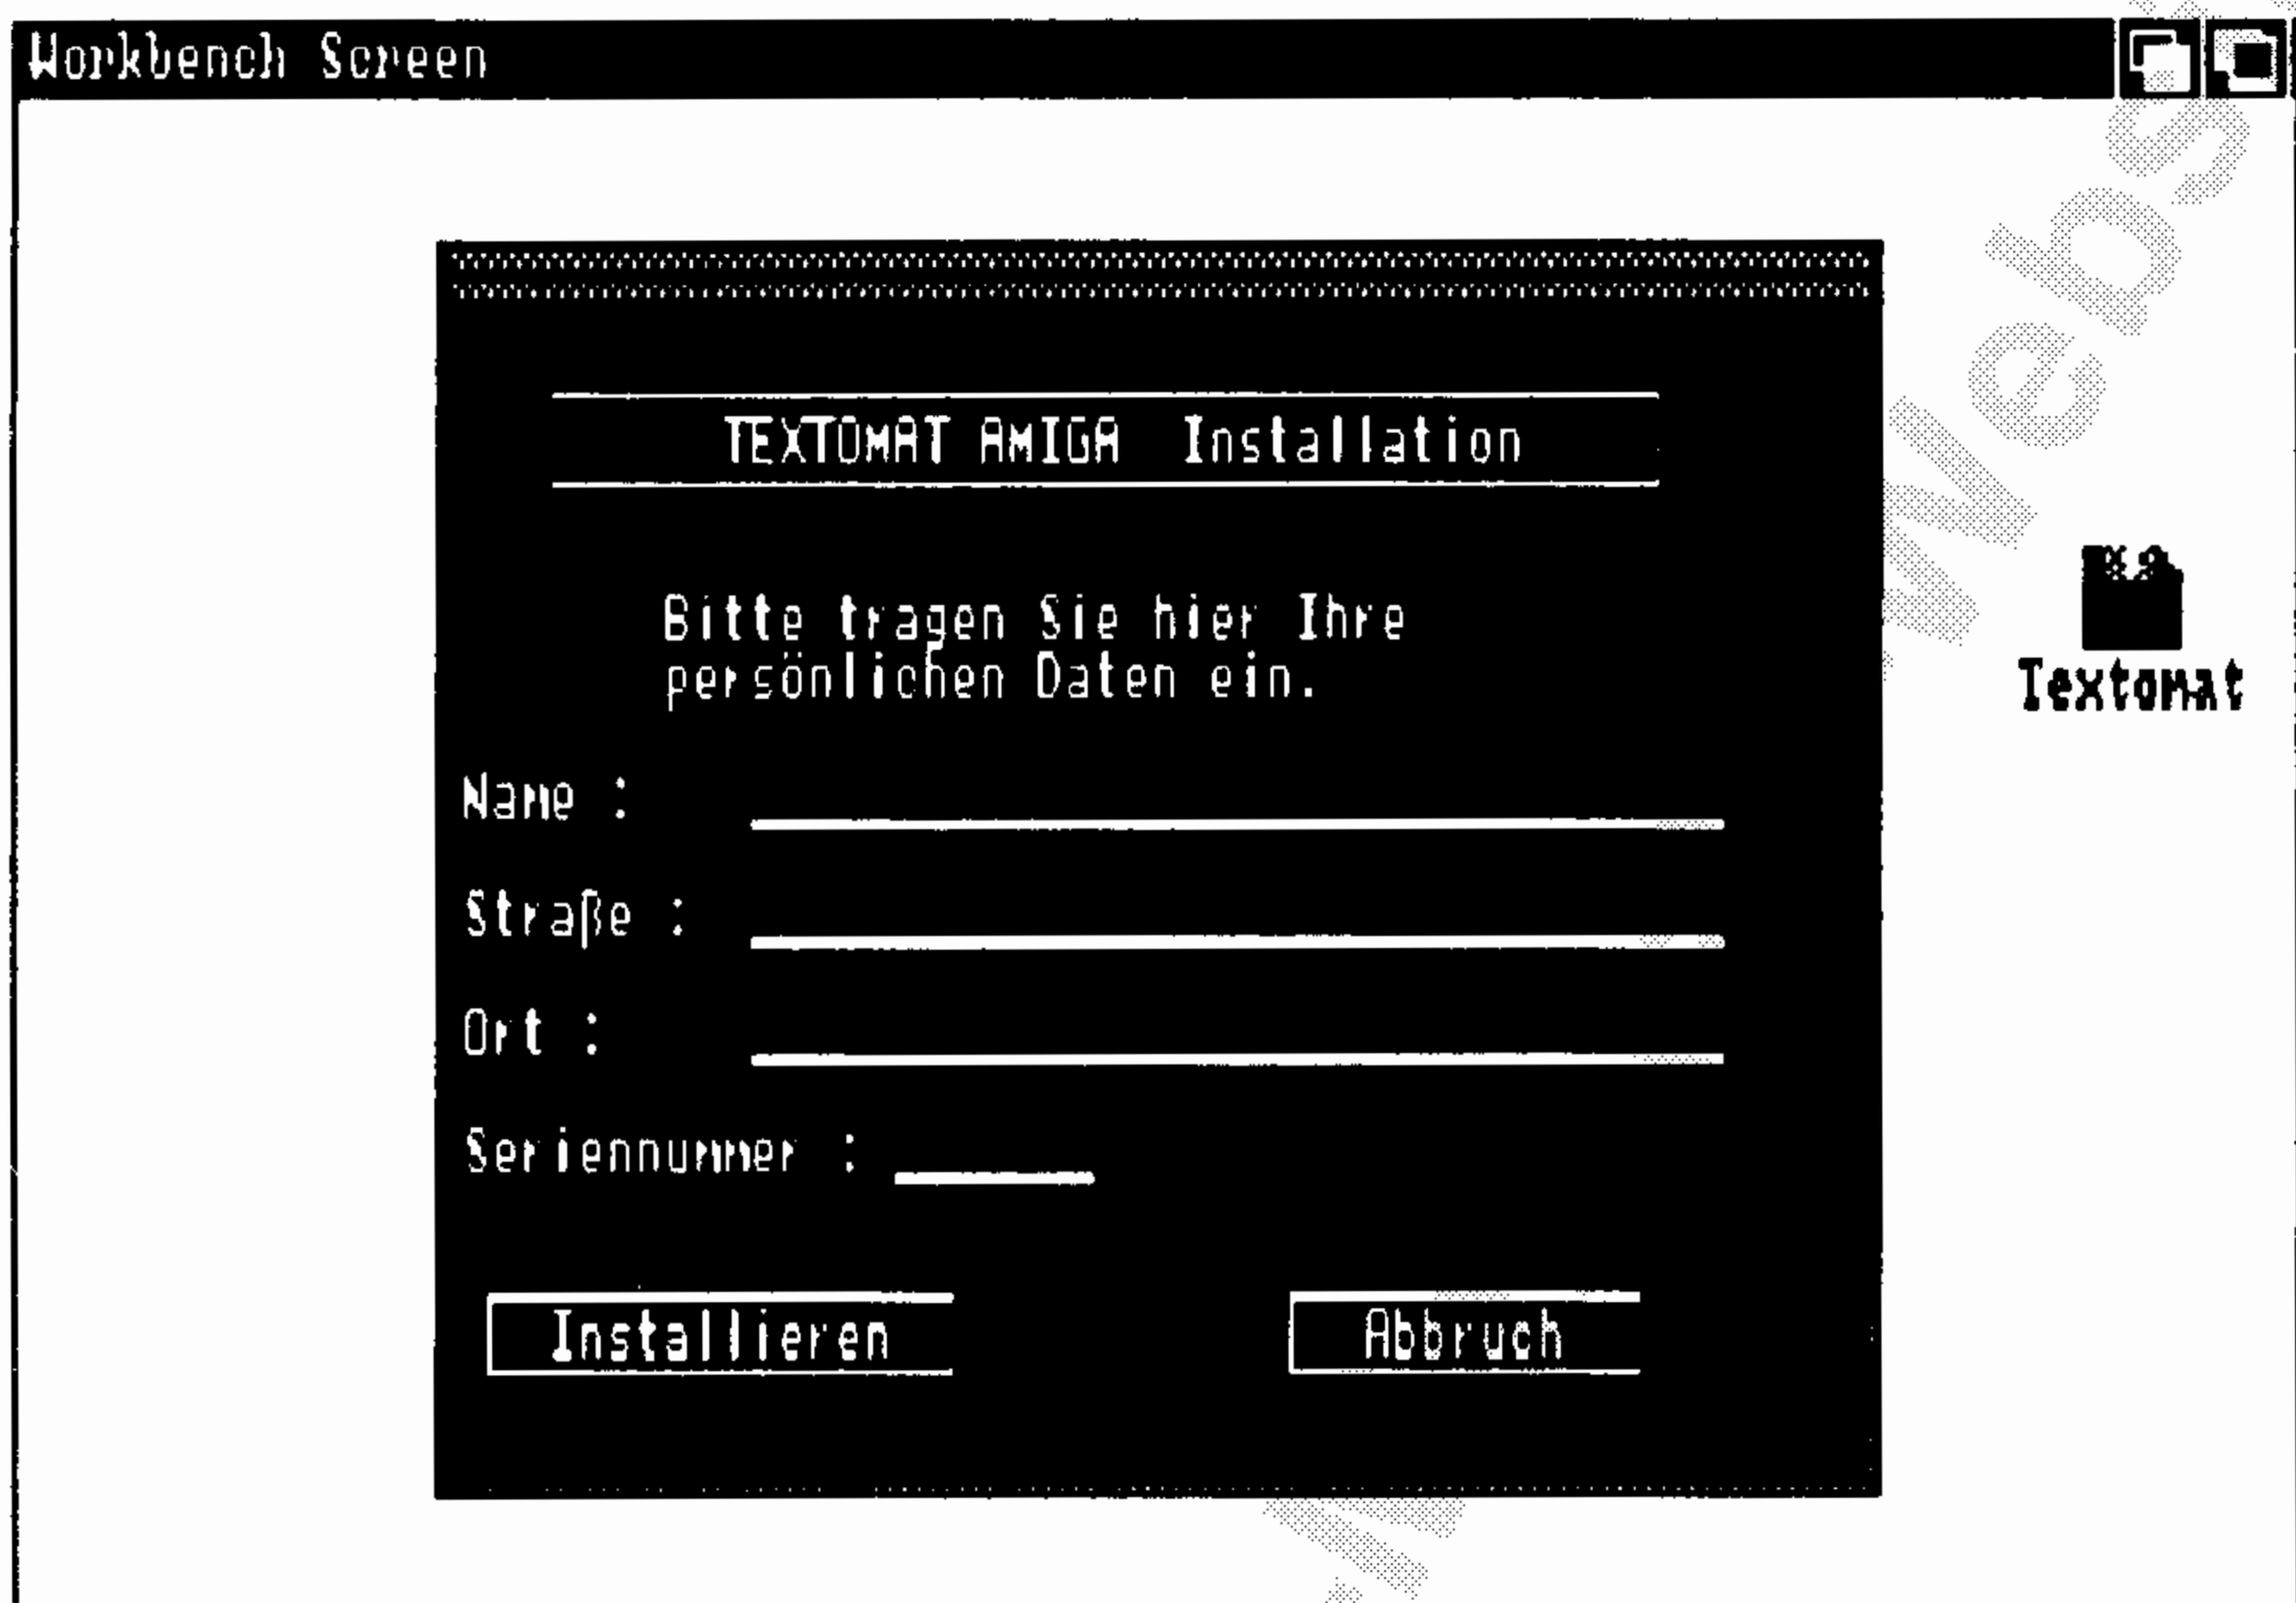 Workbench Screen
TEXTOMAT AMIGA Installation
Bitte tragen Sie hier Ihre
persönlichen Daten ein.
Name :
Straße :
Ort :
Seriennummer :
Installieren Abbruch
Textomat